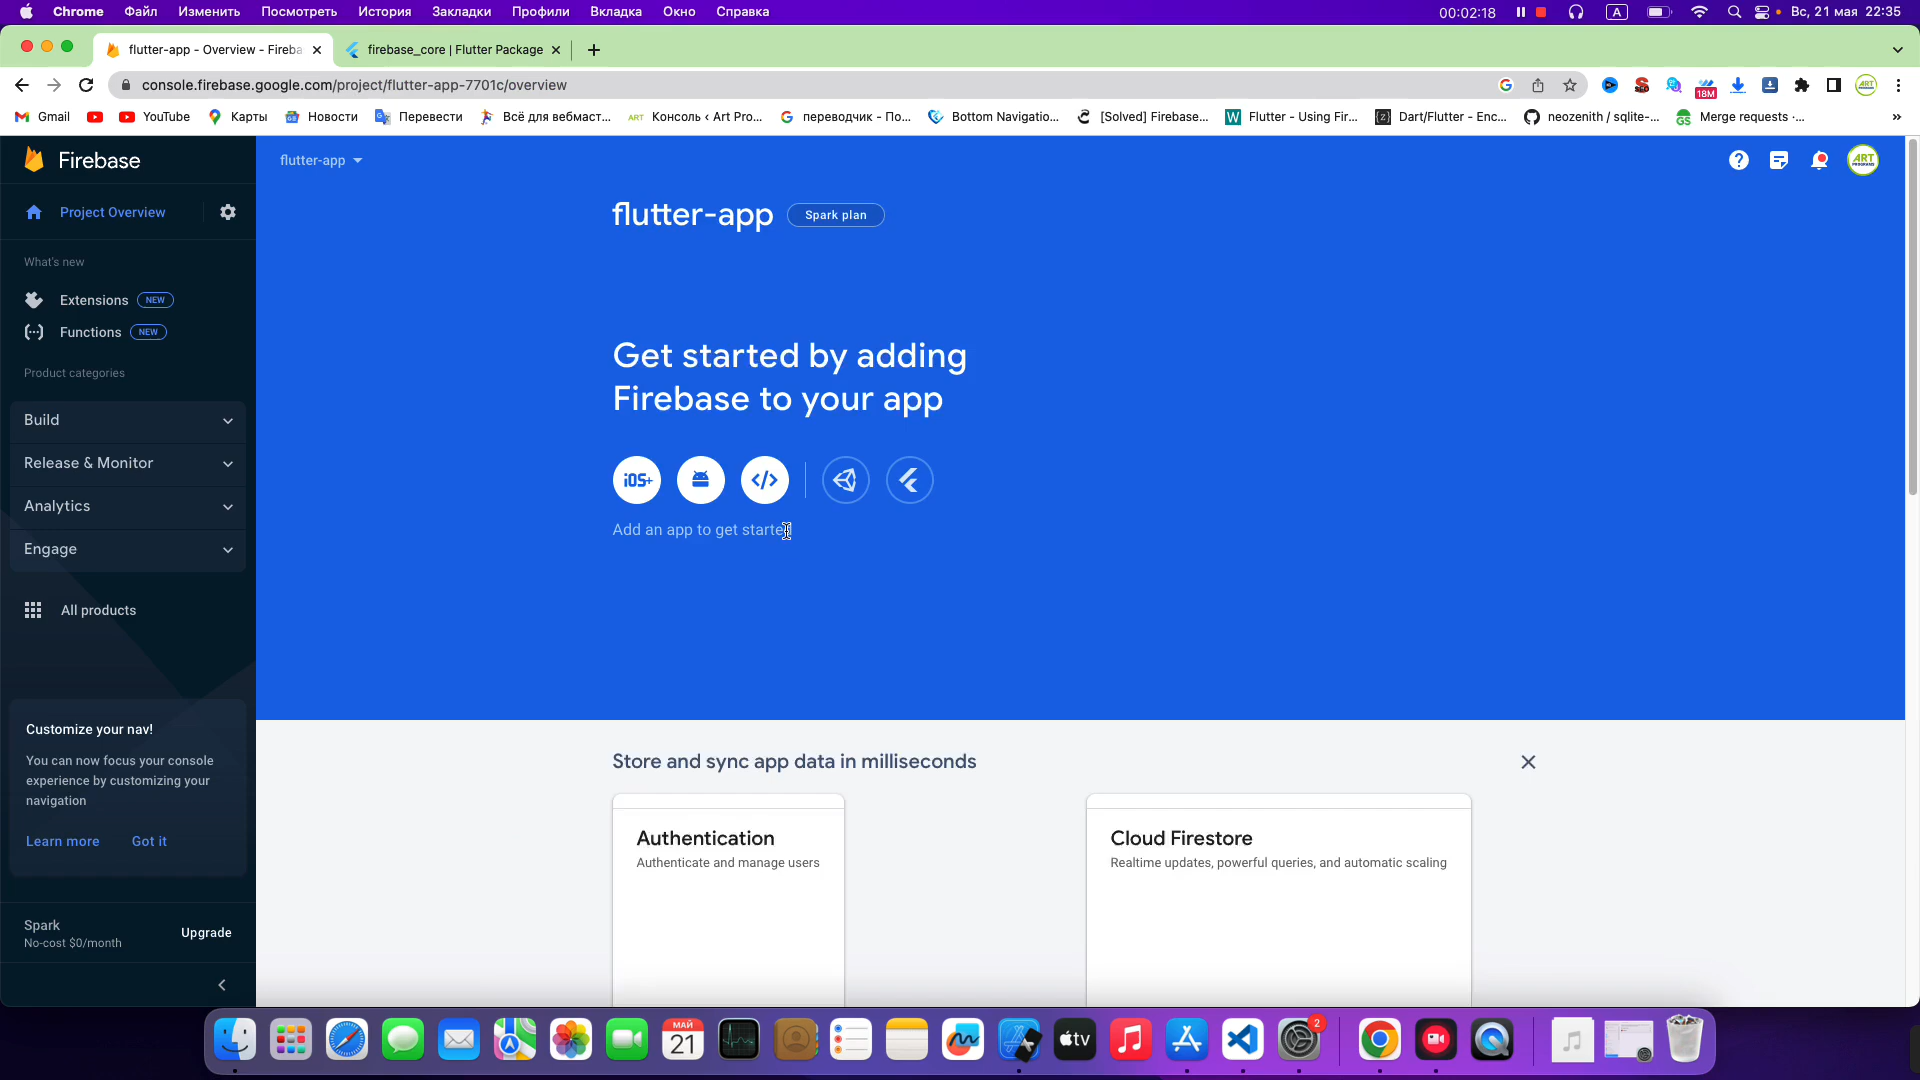 Chrome Файл Изменить Посмотреть История Закладки Профили Вкладка Окно Справка 00:02:18 A Вс, 21 мая 22:35
flutter-app - Overview - Fireba firebase_core | Flutter Package
console.firebase.google.com/project/flutter-app-7701c/overview 18M
Gmail YouTube Карты Новости Перевести Всё для вебмаст... Консоль < Art Pro... переводчик - По... Bottom Navigatio... [Solved] Firebase... Flutter - Using Fir... Dart/Flutter - Enc... neozenith / sqlite-... Merge requests ·... »
Firebase
flutter-app
Project Overview
flutter-app Spark plan
What's new
Extensions NEW
Functions NEW
Product categories
Build
Release & Monitor
Analytics
Engage
All products
Get started by adding
Firebase to your app
iOS+
Add an app to get started
Customize your nav!
You can now focus your console
experience by customizing your
navigation
Learn more Got it
Spark
No-cost $0/month
Upgrade
Store and sync app data in milliseconds
Authentication
Authenticate and manage users
Cloud Firestore
Realtime updates, powerful queries, and automatic scaling
МАЙ
21
tv
2